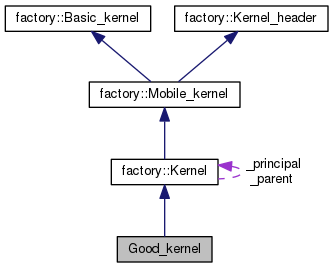 factory::Basic_kernel
factory::Kernel_header
factory::Mobile_kernel
factory::Kernel
_principal
_parent
Good_kernel